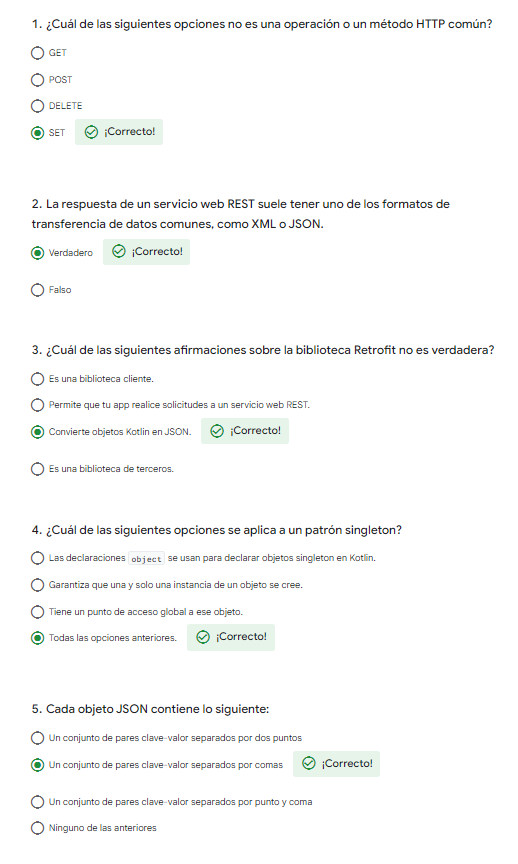 1. ¿Cuál de las siguientes opciones no es una operación o un método HTTP común?
GET
POST
DELETE
SET ¡Correcto!
2. La respuesta de un servicio web REST suele tener uno de los formatos de
transferencia de datos comunes, como XML o JSON.
Verdadero ¡Correcto!
Falso
3. ¿Cuál de las siguientes afirmaciones sobre la biblioteca Retrofit no es verdadera?
Es una biblioteca cliente.
Permite que tu app realice solicitudes a un servicio web REST.
Convierte objetos Kotlin en JSON. ¡Correcto!
Es una biblioteca de terceros.
4. ¿Cuál de las siguientes opciones se aplica a un patrón singleton?
Las declaraciones object se usan para declarar objetos singleton en Kotlin.
Garantiza que una y solo una instancia de un objeto se cree.
Tiene un punto de acceso global a ese objeto.
Todas las opciones anteriores. ¡Correcto!
5. Cada objeto JSON contiene lo siguiente:
Un conjunto de pares clave-valor separados por dos puntos
Un conjunto de pares clave-valor separados por comas ¡Correcto!
Un conjunto de pares clave-valor separados por punto y coma
Ninguno de las anteriores